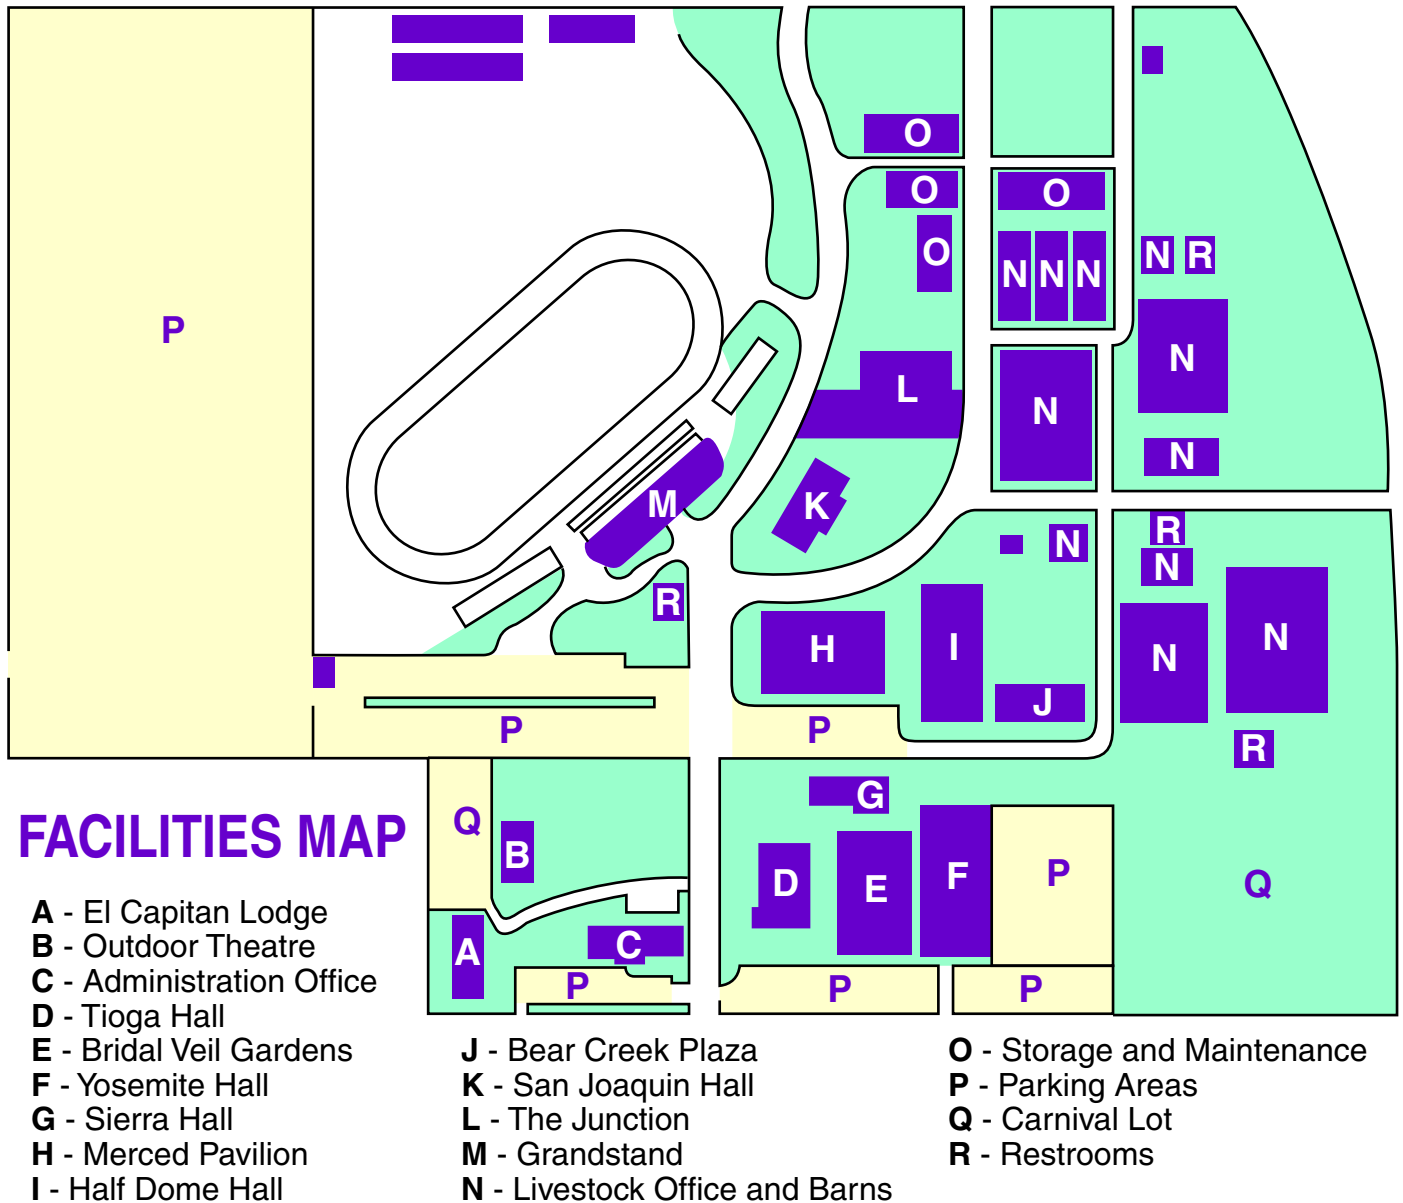 O
O
O
O
N R
N N N
P
N
L
N
N
K
M
R
N
N
R
H
I
N
N
J
P
P
R
G
Q
FACILITIES MAP
B
D
E
F
P
Q
A
C
P
P
P
A - El Capitan Lodge
B - Outdoor Theatre
C - Administration Office
D - Tioga Hall
E - Bridal Veil Gardens
F - Yosemite Hall
G - Sierra Hall
H - Merced Pavilion
I - Half Dome Hall
J - Bear Creek Plaza
K - San Joaquin Hall
L - The Junction
M - Grandstand
N - Livestock Office and Barns
O - Storage and Maintenance
P - Parking Areas
Q - Carnival Lot
R - Restrooms